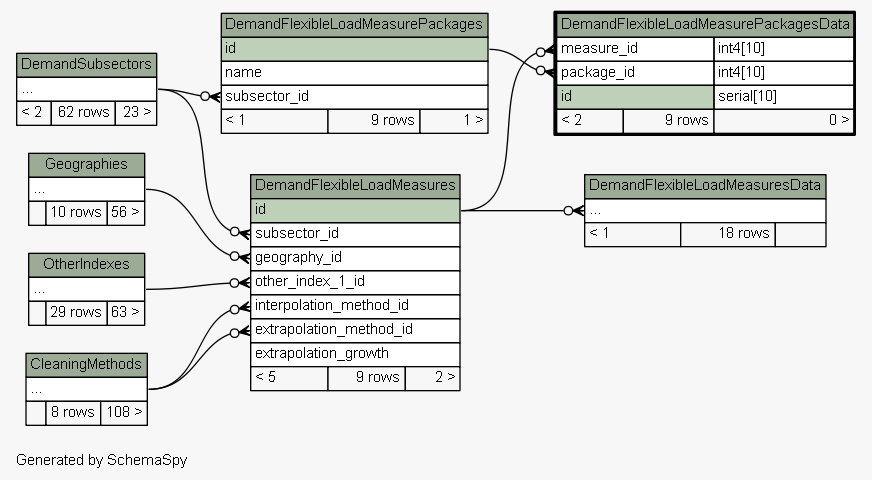 DemandSubsectors
...
< 2 62 rows 23 >
Geographies
...
10 rows 56 >
OtherIndexes
...
29 rows 63 >
CleaningMethods
...
8 rows 108 >
DemandFlexibleLoadMeasurePackages
id
name
subsector_id
< 1 9 rows 1 >
DemandFlexibleLoadMeasures
id
subsector_id
geography_id
other_index_1_id
interpolation_method_id
extrapolation_method_id
extrapolation_growth
< 5 9 rows 2 >
DemandFlexibleLoadMeasurePackagesData
measure_id int4[10]
package_id int4[10]
id serial[10]
< 2 9 rows 0 >
DemandFlexibleLoadMeasuresData
...
< 1 18 rows
Generated by SchemaSpy